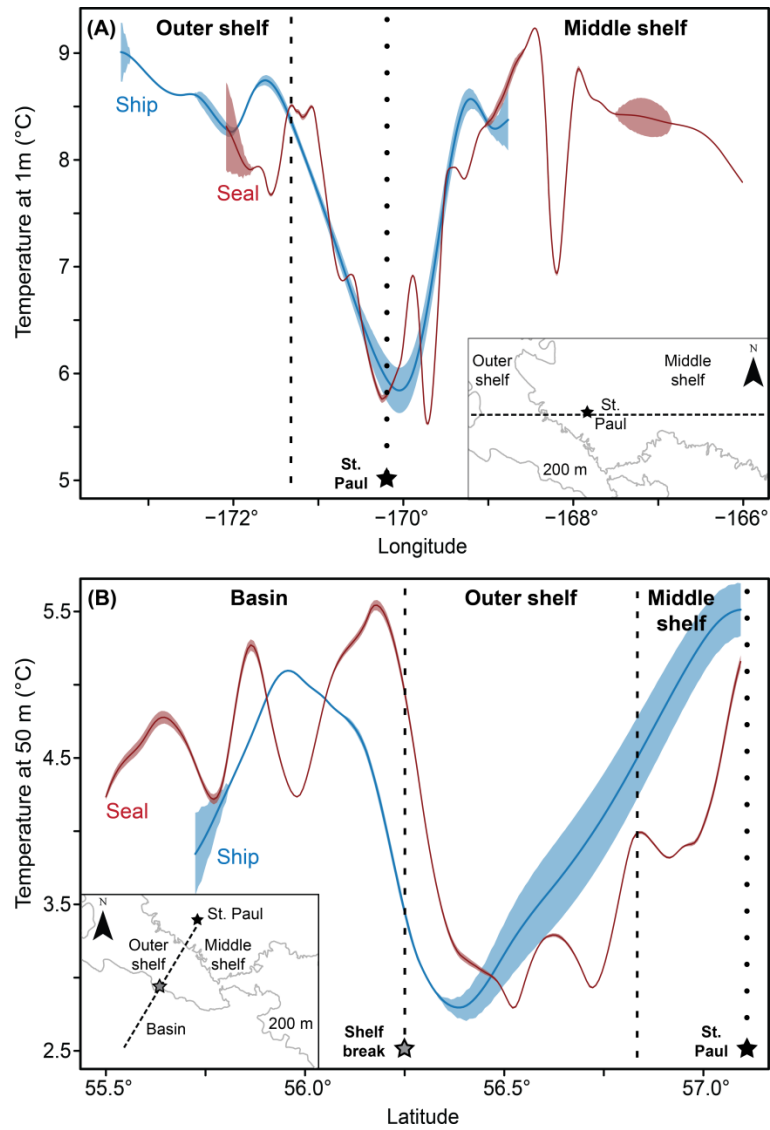 (A)
Outer shelf
Middle shelf
Ship
Seal
Temperature at 1m (°C)
9
8
7
6
5
St.
Paul
Outer
shelf
Middle
shelf
N
St.
Paul
200 m
−172°
−170°
−168°
−166°
Longitude
(B)
Basin
Outer shelf
Middle
shelf
Temperature at 50 m (°C)
5.5
4.5
3.5
2.5
Seal
Ship
N
St. Paul
Outer
shelf
Middle
shelf
Basin
200 m
Shelf
break
St.
Paul
55.5°
56.0°
56.5°
57.0°
Latitude